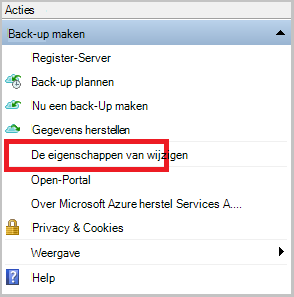 Acties
Back-up maken
Register-Server
Back-up plannen
Nu een back-Up maken
Gegevens herstellen
De eigenschappen van wijzigen
Open-Portal
Over Microsoft Azure herstel Services A....
Privacy & Cookies
Weergave
Help